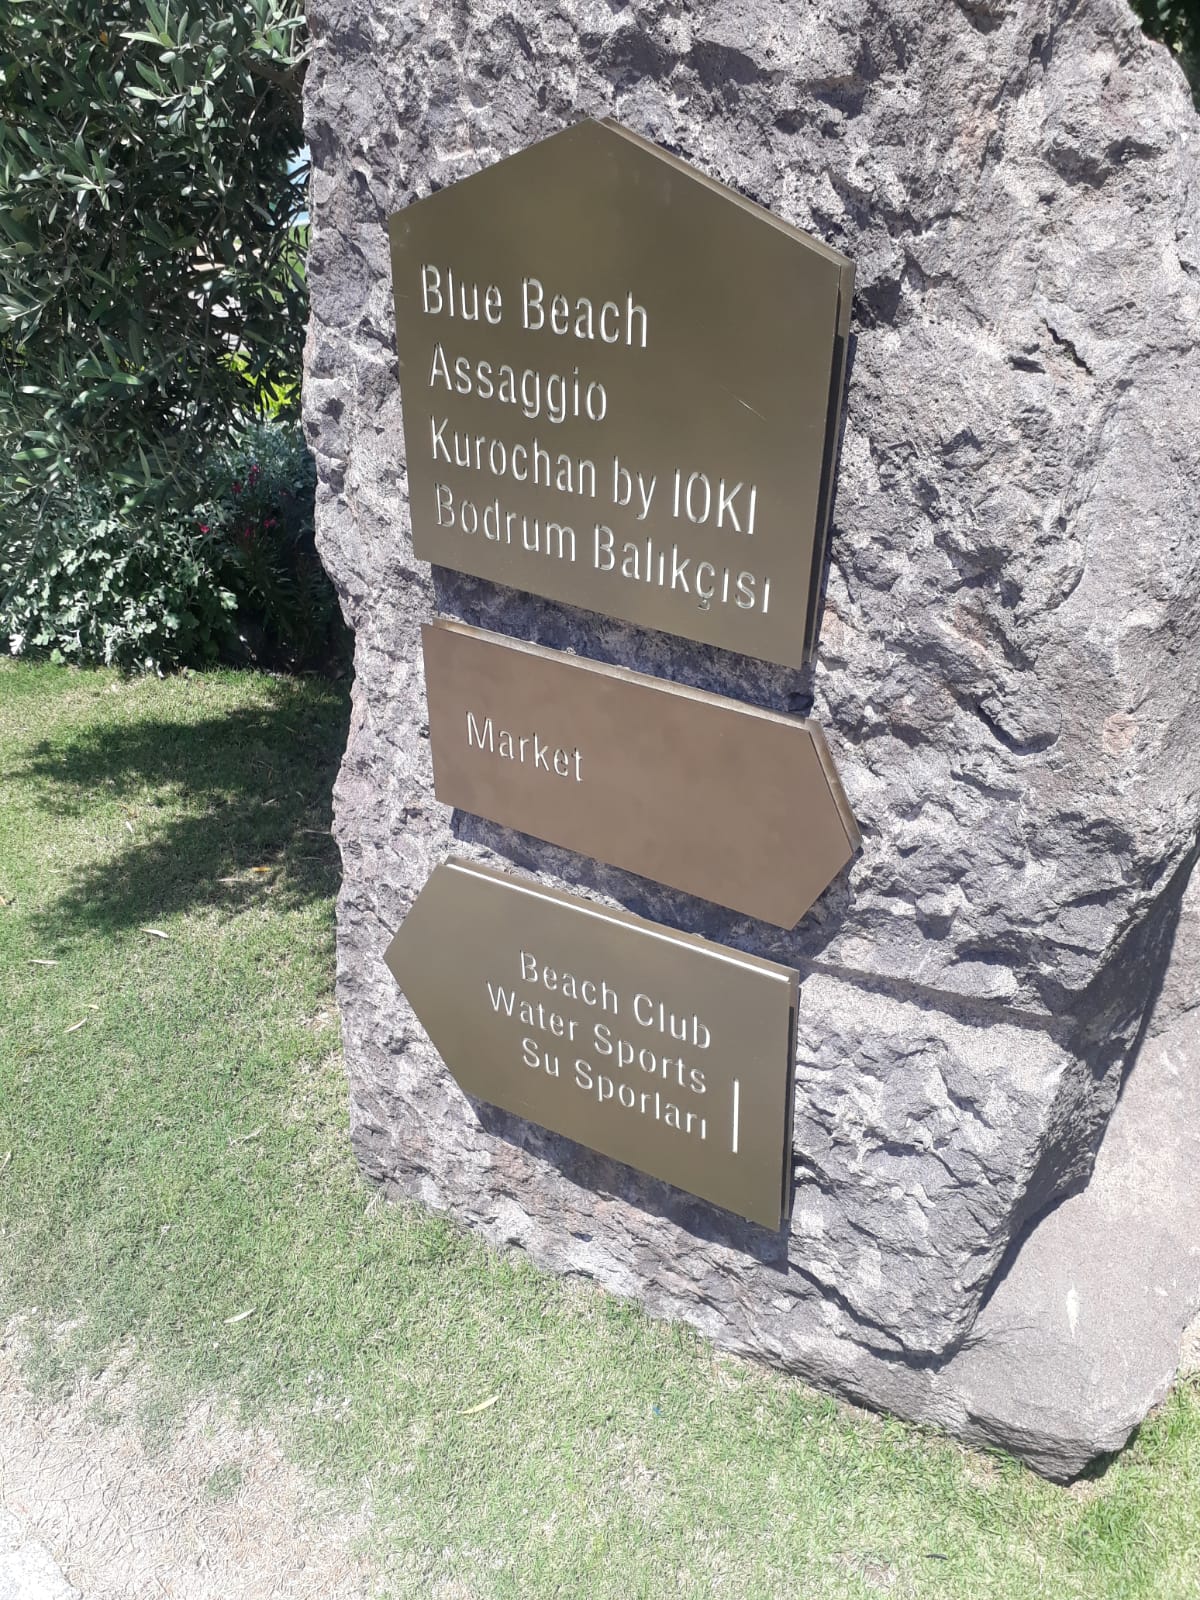 Blue Beach
Assaggio
Kurochan by IOKI
Bodrum Balıkçısı
Market
Beach Club
Water Sports
Su Sporları